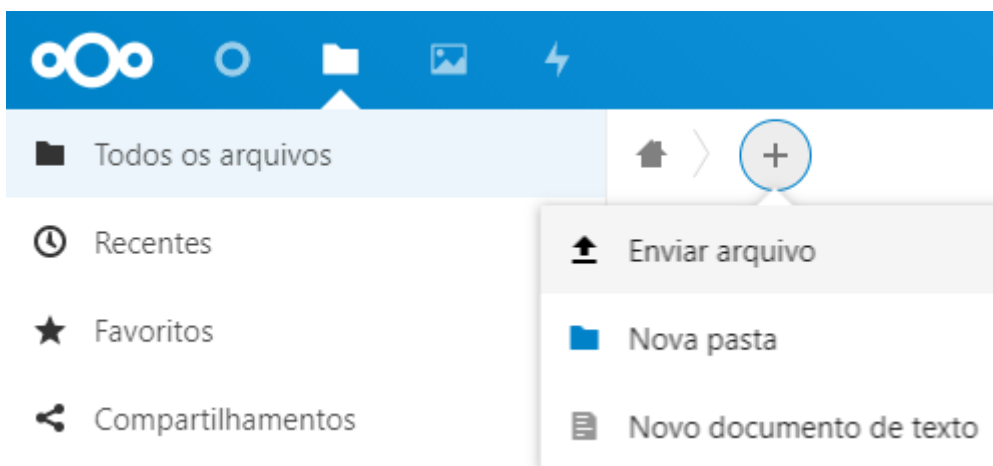 Todos os arquivos
Recentes
Favoritos
Compartilhamentos
Enviar arquivo
Nova pasta
Novo documento de texto